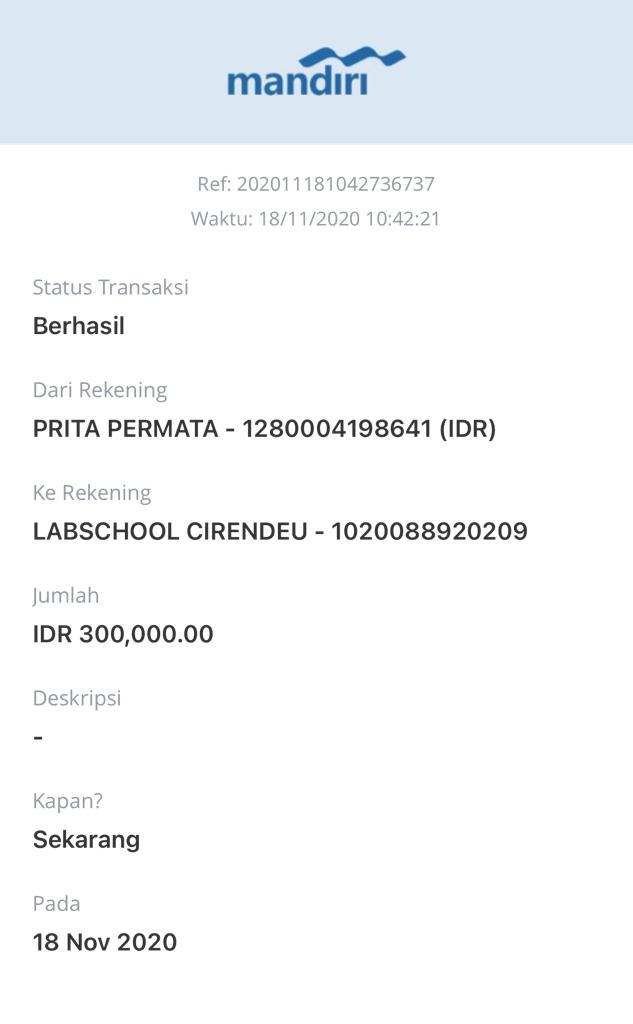 mandiri
Ref: 202011181042736737
Waktu: 18/11/2020 10:42:21
Status Transaksi
Berhasil
Dari Rekening
PRITA PERMATA - 1280004198641 (IDR)
Ke Rekening
LABSCHOOL CIRENDEU - 1020088920209
Jumlah
IDR 300,000.00
Deskripsi
-
Kapan?
Sekarang
Pada
18 Nov 2020